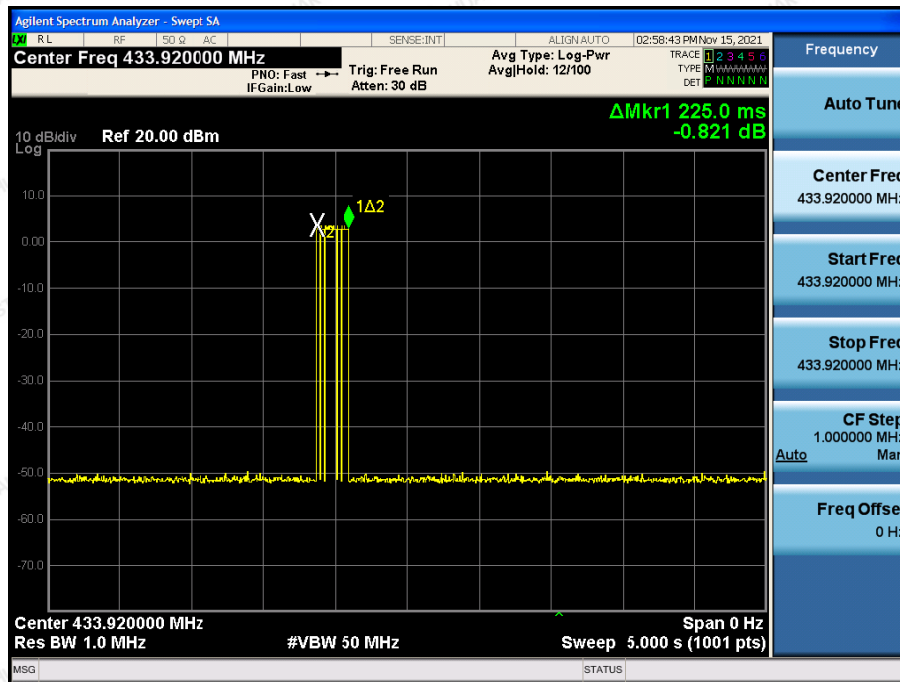 Agilent Spectrum Analyzer - Swept SA
LXI RL RF 50 Ω AC SENSE:INT ALIGN AUTO 02:58:43 PM Nov 15, 2021
Center Freq 433.920000 MHz
PNO: Fast Trig: Free Run
IFGain:Low Atten: 30 dB
Avg Type: Log-Pwr
Avg|Hold: 12/100
TRACE 1 2 3 4 5 6
TYPE M WWWWW
DET P N N N N N
ΔMkr1 225.0 ms
-0.821 dB
10 dB/div Ref 20.00 dBm
Log
10.0
0.00
-10.0
-20.0
-30.0
-40.0
-50.0
-60.0
-70.0
X2
1Δ2
Center 433.920000 MHz Span 0 Hz
Res BW 1.0 MHz #VBW 50 MHz Sweep 5.000 s (1001 pts)
MSG STATUS
Frequency
Auto Tune
Center Freq
433.920000 MHz
Start Freq
433.920000 MHz
Stop Freq
433.920000 MHz
CF Step
1.000000 MHz
Auto Man
Freq Offset
0 Hz